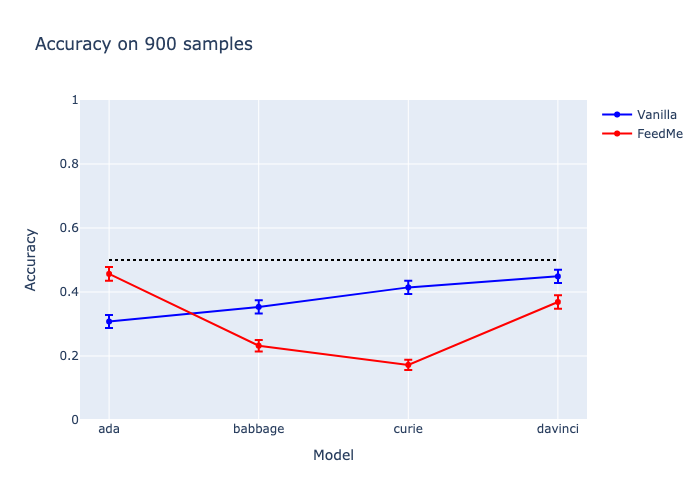 Accuracy on 900 samples
Vanilla
FeedMe
1
0.8
0.6
0.4
0.2
0
Accuracy
ada
babbage
curie
davinci
Model